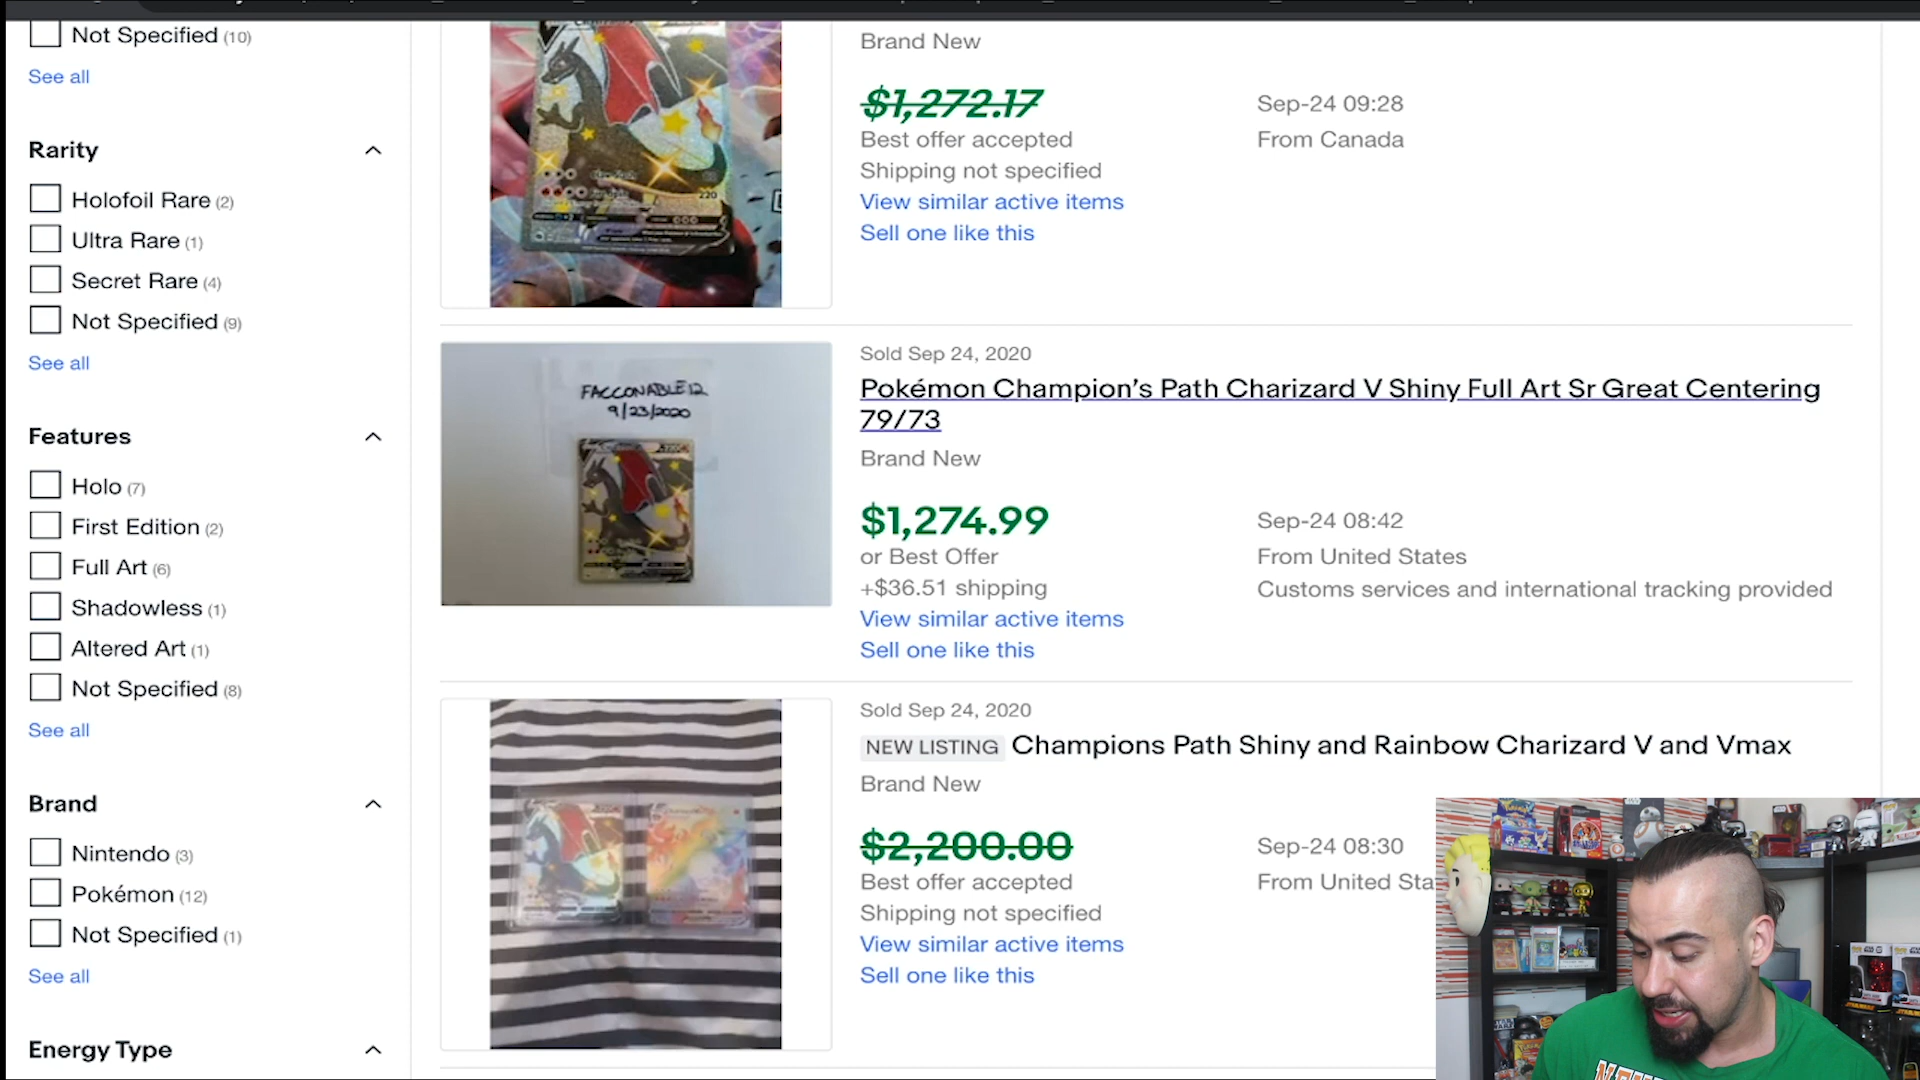 Not Specified (10)
See all
Rarity
Holofoil Rare (2)
Ultra Rare (1)
Secret Rare (4)
Not Specified (9)
See all
Features
Holo (7)
First Edition (2)
Full Art (6)
Shadowless (1)
Altered Art (1)
Not Specified (8)
See all
Brand
Nintendo (3)
Pokémon (12)
Not Specified (1)
See all
Energy Type
Brand New
$1,272.17
Sep-24 09:28
Best offer accepted
From Canada
Shipping not specified
View similar active items
Sell one like this
220
FACCONABLE12
9/23/2020
Sold Sep 24, 2020
Pokémon Champion's Path Charizard V Shiny Full Art Sr Great Centering
79/73
Brand New
$1,274.99
Sep-24 08:42
or Best Offer
From United States
+$36.51 shipping
Customs services and international tracking provided
View similar active items
Sell one like this
Sold Sep 24, 2020
NEW LISTING Champions Path Shiny and Rainbow Charizard V and Vmax
Brand New
$2,200.00
Sep-24 08:30
Best offer accepted
From United Sta
Shipping not specified
View similar active items
Sell one like this